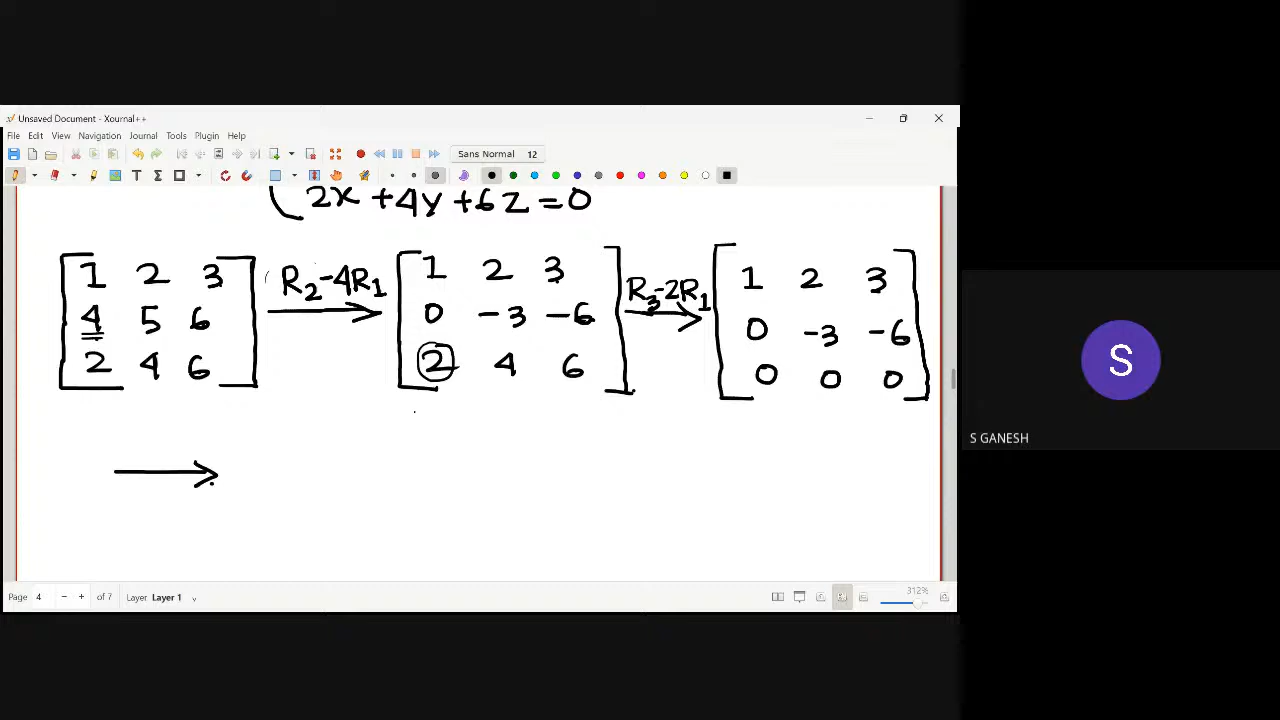 Unsaved Document - Xournal++
File Edit View Navigation Journal Tools Plugin Help
Sans Normal 12
2x + 4y + 6z = 0
1 2 3 R2-4R1 1 2 3 R3-2R1 1 2 3
4 5 6 0 -3 -6 0 -3 -6
2 4 6 2 4 6 0 0 0
S
S GANESH
Page 4 - + of 7 Layer Layer 1 312%